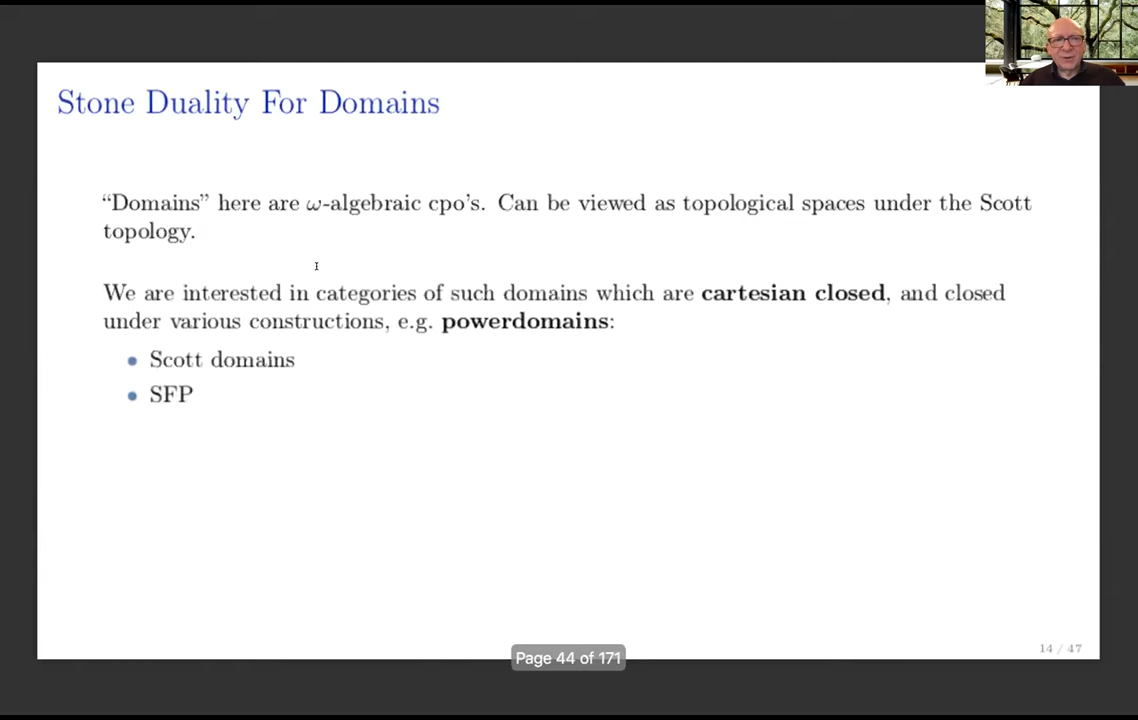 Stone Duality For Domains
“Domains” here are ω-algebraic cpo’s. Can be viewed as topological spaces under the Scott
topology.
We are interested in categories of such domains which are cartesian closed, and closed
under various constructions, e.g. powerdomains:
• Scott domains
• SFP
14 / 47
Page 44 of 171